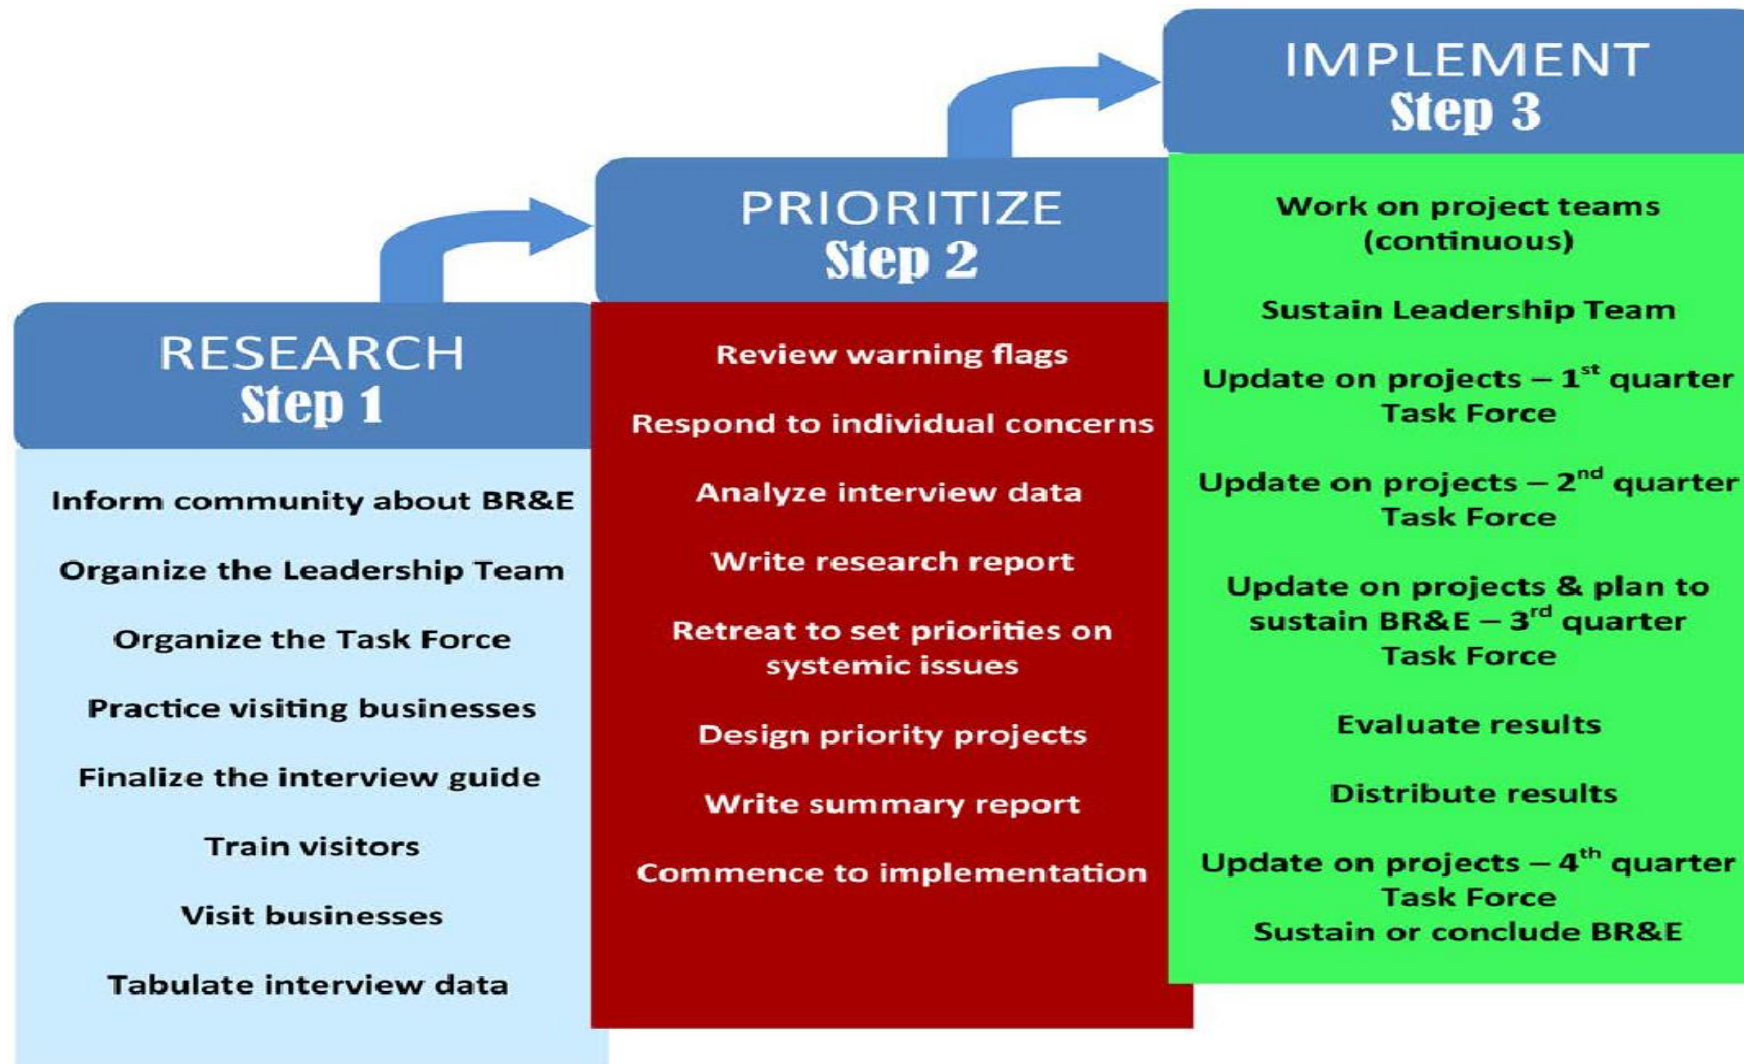 RESEARCH
Step 1
Inform community about BR&E
Organize the Leadership Team
Organize the Task Force
Practice visiting businesses
Finalize the interview guide
Train visitors
Visit businesses
Tabulate interview data
PRIORITIZE
Step 2
Review warning flags
Respond to individual concerns
Analyze interview data
Write research report
Retreat to set priorities on
systemic issues
Design priority projects
Write summary report
Commence to implementation
IMPLEMENT
Step 3
Work on project teams
(continuous)
Sustain Leadership Team
Update on projects – 1st quarter
Task Force
Update on projects – 2nd quarter
Task Force
Update on projects & plan to
sustain BR&E – 3rd quarter
Task Force
Evaluate results
Distribute results
Update on projects – 4th quarter
Task Force
Sustain or conclude BR&E